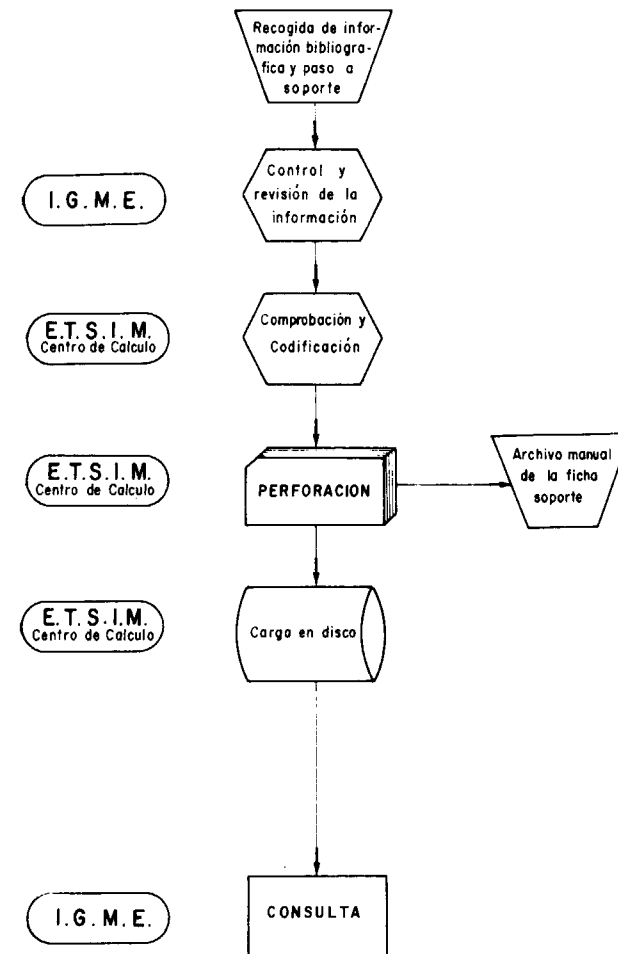 Recogida de infor-
mación bibliogra-
fica y paso a
soporte
I.G.M.E.
Control y
revisión de la
información
E.T.S.I.M.
Centro de Calculo
Comprobación y
Codificación
E.T.S.I.M.
Centro de Calculo
PERFORACION
Archivo manual
de la ficha
soporte
E.T.S.I.M.
Centro de Calculo
Carga en disco
I.G.M.E.
CONSULTA